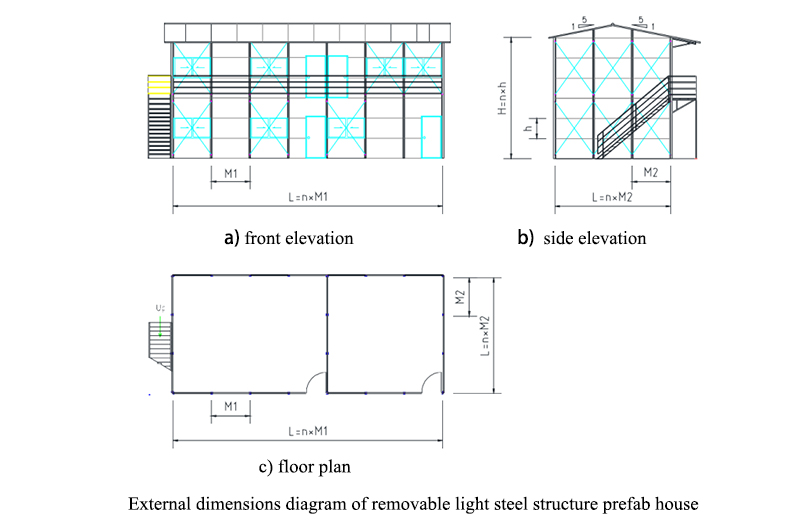 5
1
5
1
H=n×h
h
M1
L=n×M1
M2
L=n×M2
a) front elevation
b) side elevation
M2
L=n×M2
M1
L=n×M1
c) floor plan
External dimensions diagram of removable light steel structure prefab house